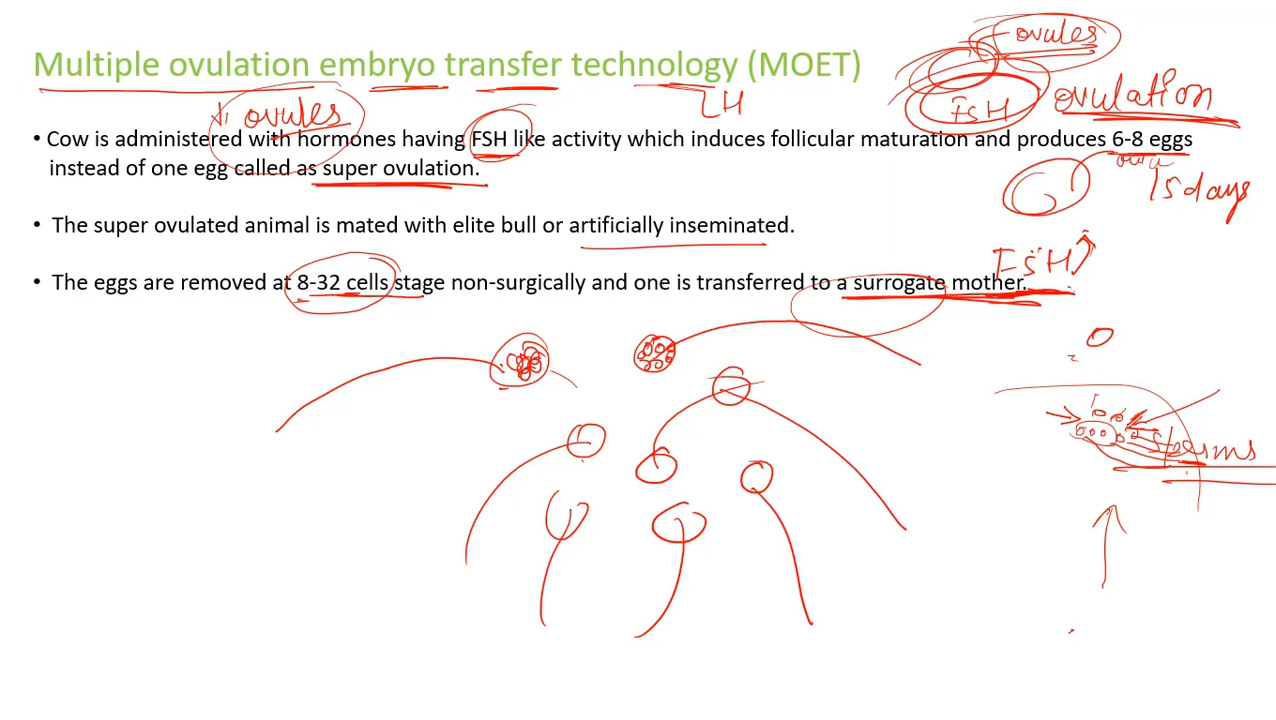 ovules
Multiple ovulation embryo transfer technology (MOET)
LH
FSH ovulation
ovules
• Cow is administered with hormones having FSH like activity which induces follicular maturation and produces 6-8 eggs
instead of one egg called as super ovulation.
15 days
• The super ovulated animal is mated with elite bull or artificially inseminated.
FSH
• The eggs are removed at 8-32 cells stage non-surgically and one is transferred to a surrogate mother.
sperms